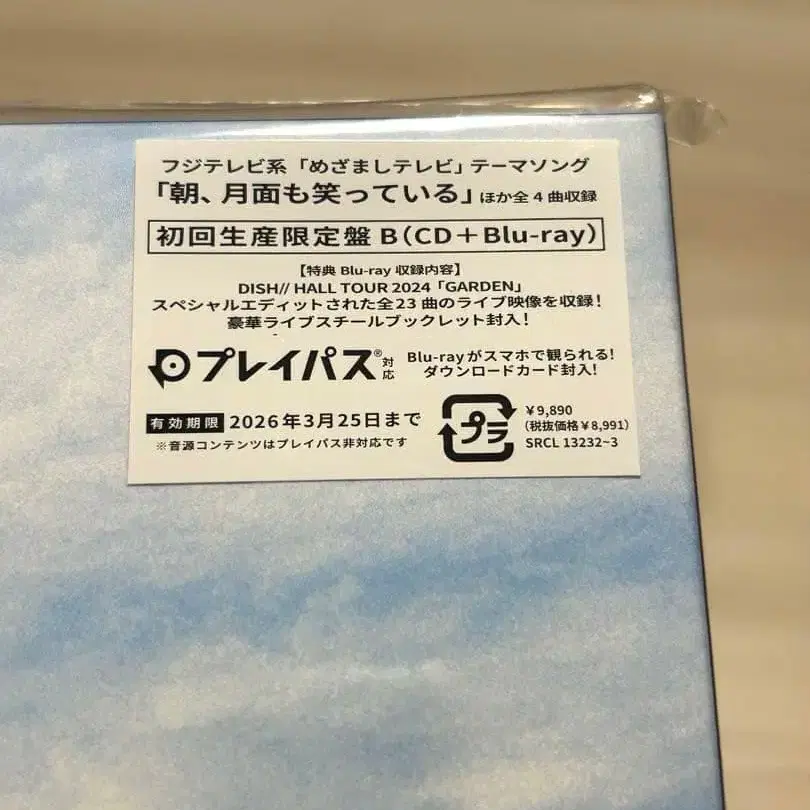 フジテレビ系「めざましテレビ」テーマソング
「朝、月面も笑っている」ほか全4曲収録
初回生産限定盤 B(CD+Blu-ray)
【特典 Blu-ray 収録内容】
DISH// HALL TOUR 2024「GARDEN」
スペシャルエディットされた全23曲のライブ映像を収録!
豪華ライブスチールブックレット封入!
プレイパス®対応
Blu-rayがスマホで観られる!
ダウンロードカード封入!
有効期限 2026年3月25日まで
※音源コンテンツはプレイパス非対応です
プラ
¥9,890
(税抜価格¥8,991)
SRCL 13232~3